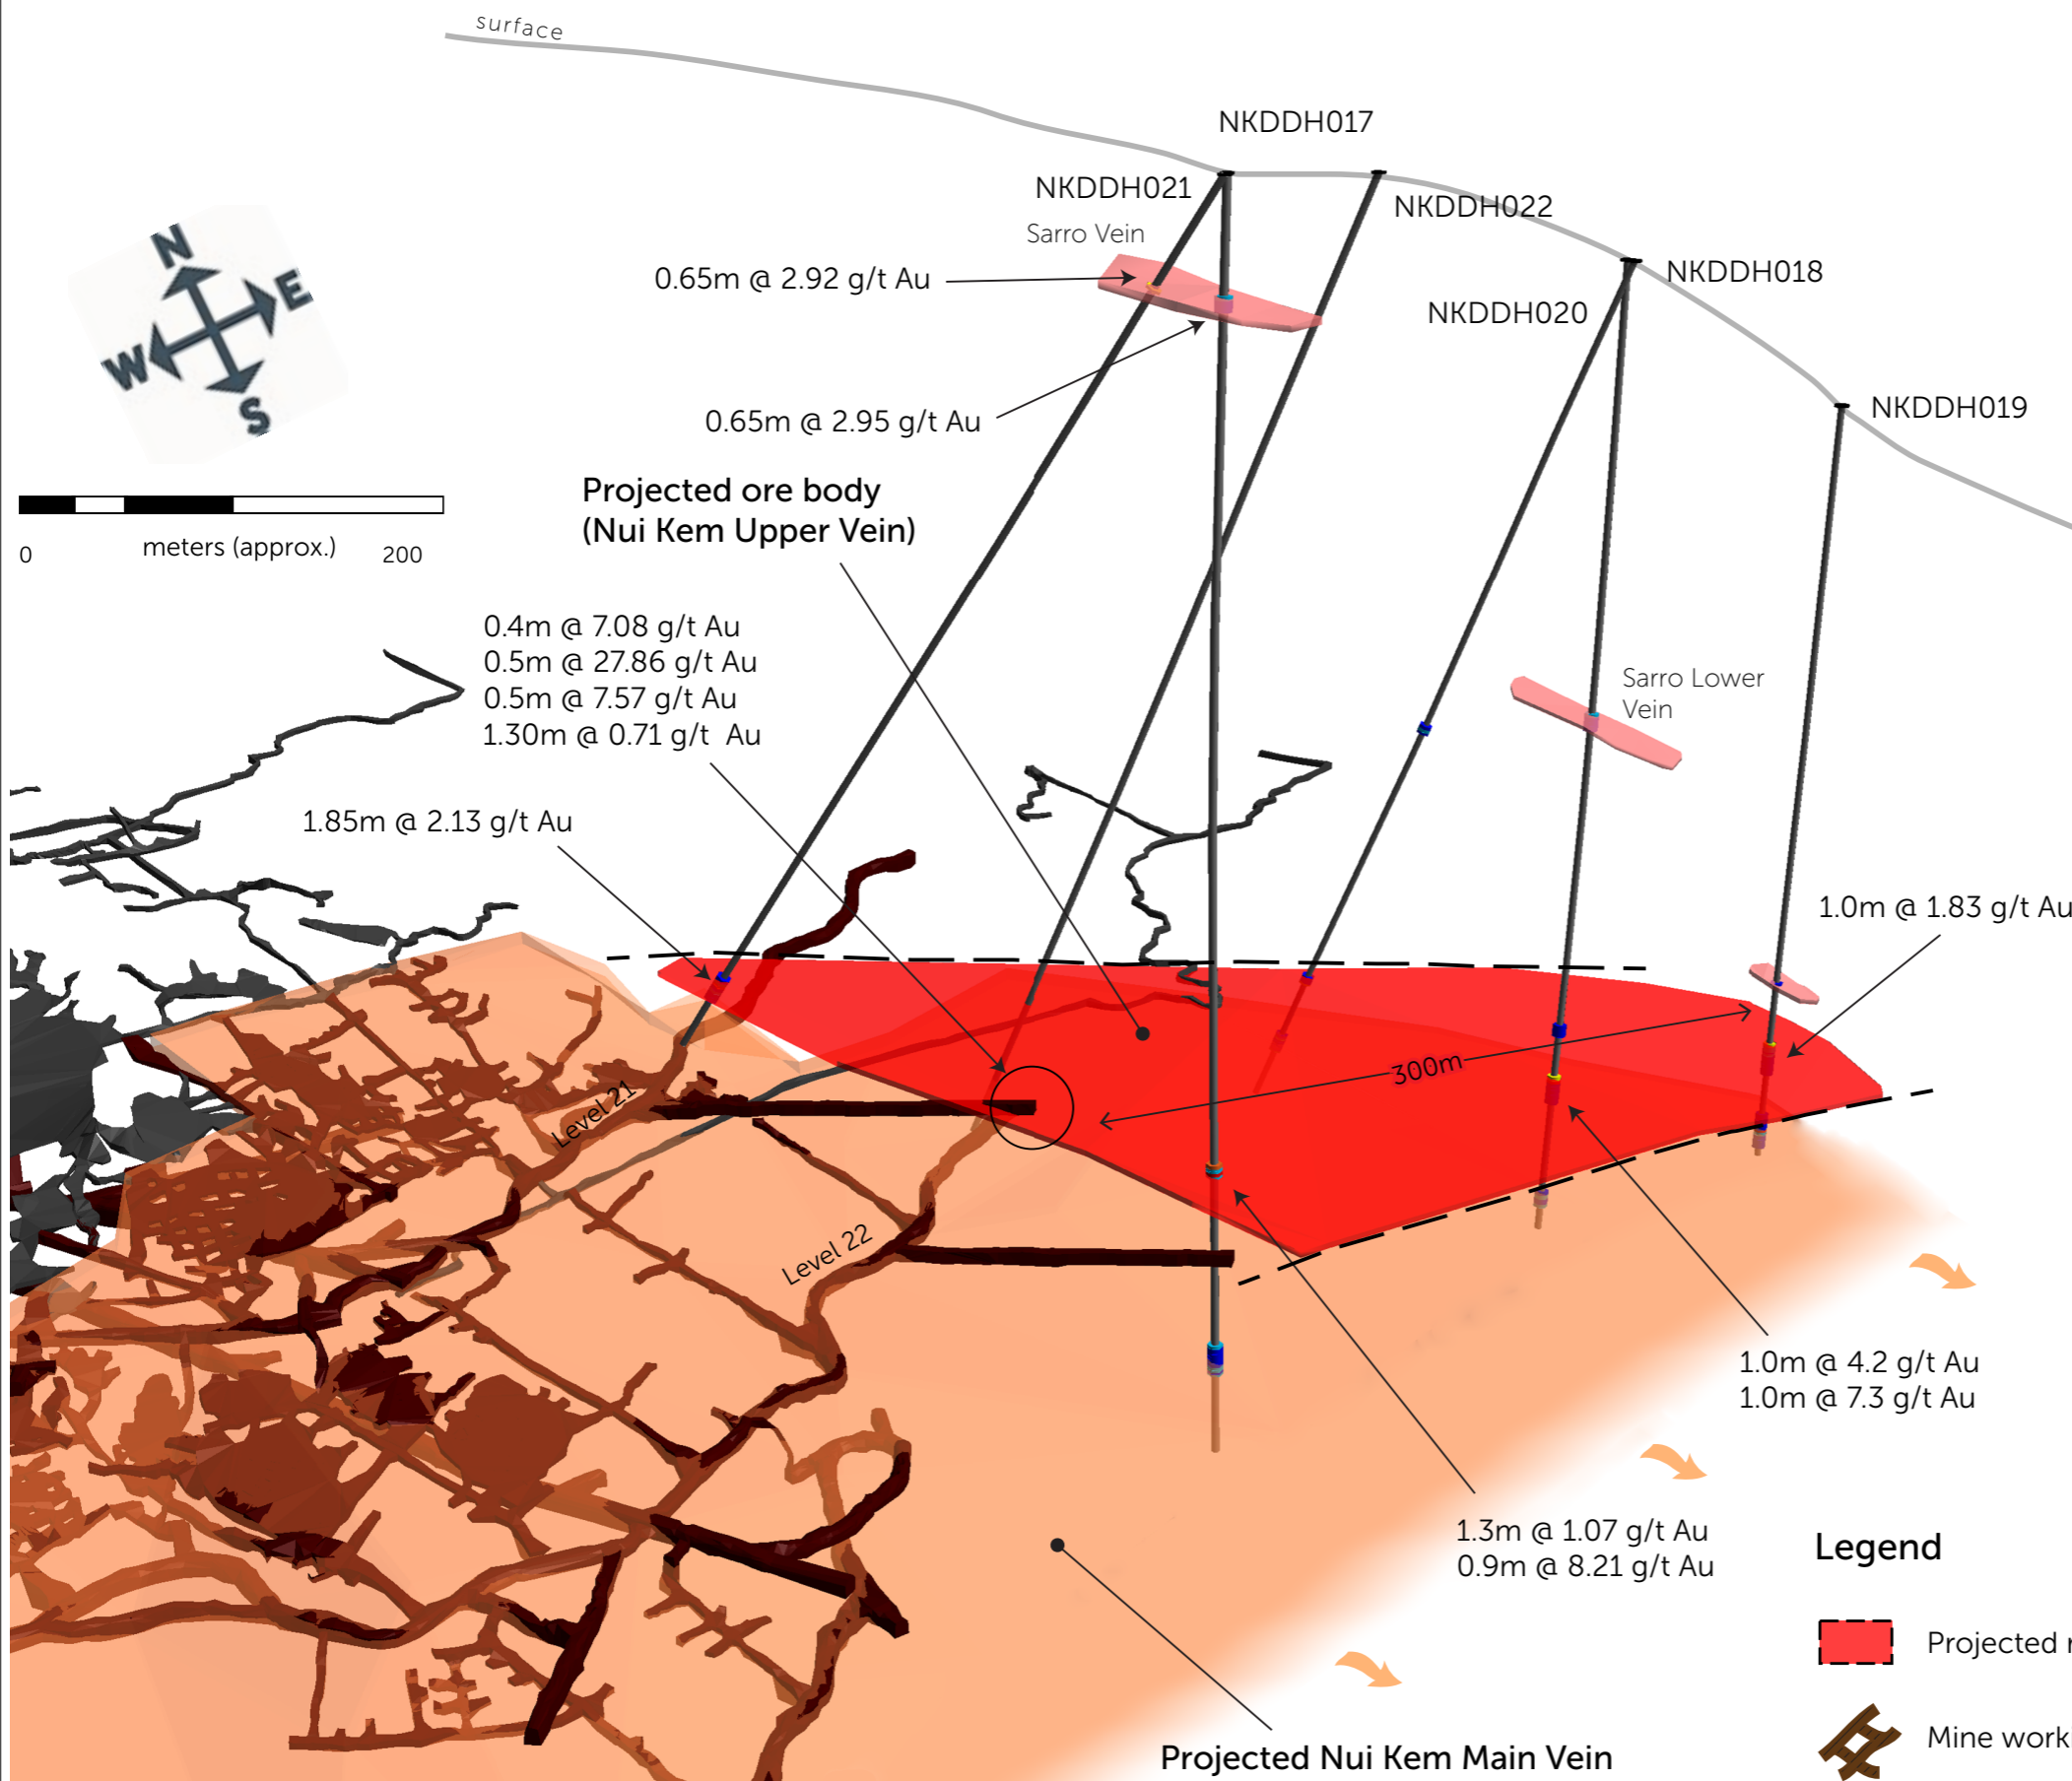 surface
NKDDH017
NKDDH021
NKDDH022
Sarro Vein
NKDDH018
NKDDH020
NKDDH019
N
E
W
S
0.65m @ 2.92 g/t Au
0.65m @ 2.95 g/t Au
0 meters (approx.) 200
Projected ore body
(Nui Kem Upper Vein)
0.4m @ 7.08 g/t Au
0.5m @ 27.86 g/t Au
0.5m @ 7.57 g/t Au
1.30m @ 0.71 g/t Au
Sarro Lower
Vein
1.85m @ 2.13 g/t Au
1.0m @ 1.83 g/t Au
300m
Level 21
Level 22
1.0m @ 4.2 g/t Au
1.0m @ 7.3 g/t Au
1.3m @ 1.07 g/t Au
0.9m @ 8.21 g/t Au
Legend
Projected
Mine work
Projected Nui Kem Main Vein